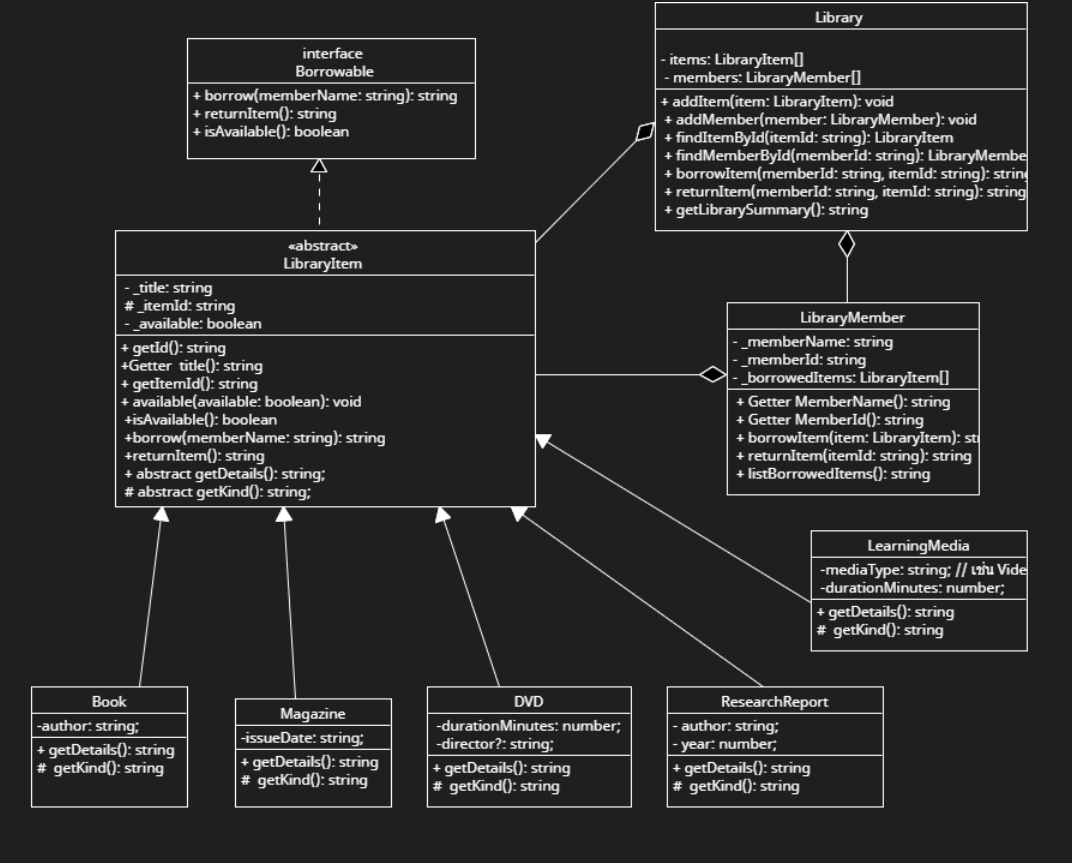 interface
Borrowable
+ borrow(memberName: string): string
+ returnItem(): string
+ isAvailable(): boolean
Library
- items: LibraryItem[]
- members: LibraryMember[]
+ addItem(item: LibraryItem): void
+ addMember(member: LibraryMember): void
+ findItemById(itemId: string): LibraryItem
+ findMemberById(memberId: string): LibraryMembe
+ borrowItem(memberId: string, itemId: string): strin
+ returnItem(memberId: string, itemId: string): string
+ getLibrarySummary(): string
«abstract»
LibraryItem
- _title: string
# _itemId: string
- _available: boolean
+ getId(): string
+Getter  title(): string
+ getItemId(): string
+ available(available: boolean): void
+isAvailable(): boolean
+borrow(memberName: string): string
+returnItem(): string
+ abstract getDetails(): string;
# abstract getKind(): string;
LibraryMember
- _memberName: string
- _memberId: string
- _borrowedItems: LibraryItem[]
+ Getter MemberName(): string
+ Getter MemberId(): string
+ borrowItem(item: LibraryItem): st
+ returnItem(itemId: string): string
+ listBorrowedItems(): string
LearningMedia
-mediaType: string; // เช่น Vide
-durationMinutes: number;
+ getDetails(): string
#  getKind(): string
Book
-author: string;
+ getDetails(): string
#  getKind(): string
Magazine
-issueDate: string;
+ getDetails(): string
#  getKind(): string
DVD
-durationMinutes: number;
-director?: string;
+ getDetails(): string
#  getKind(): string
ResearchReport
- author: string;
- year: number;
+ getDetails(): string
#  getKind(): string